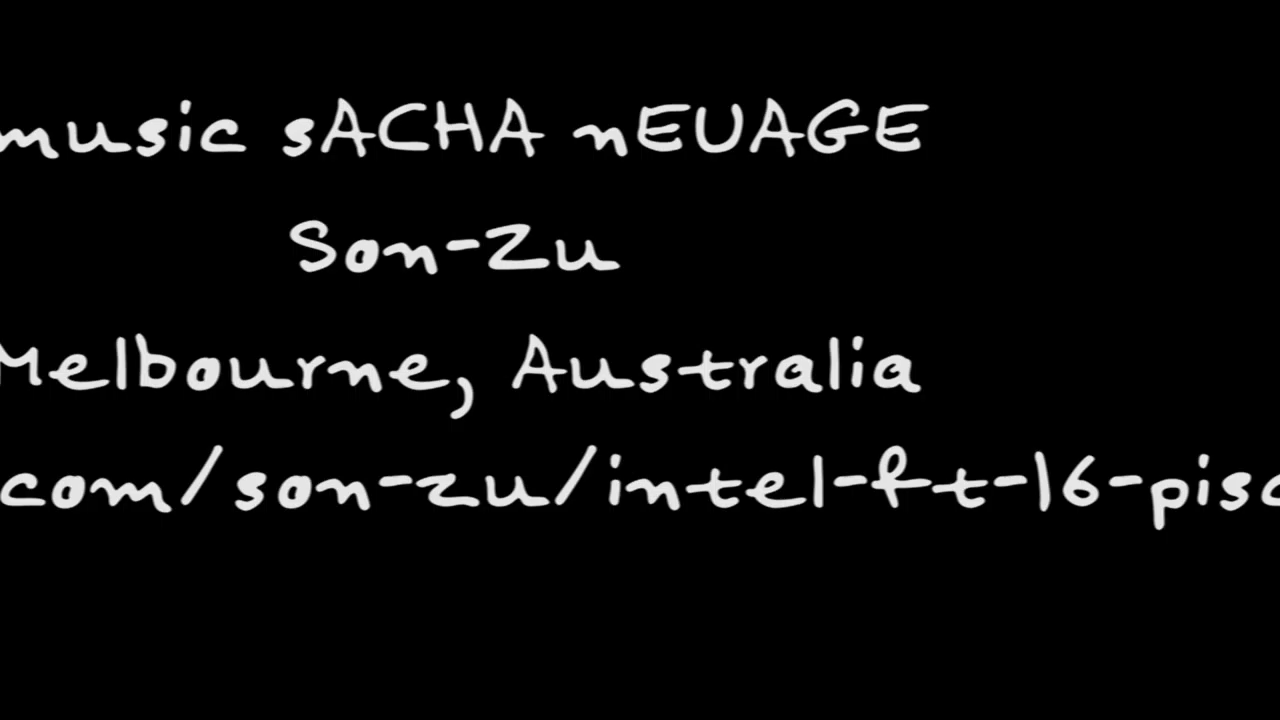 music sACHA nEUAGE
Son-Zu
Melbourne, Australia
com/son-zu/intel-ft-16-pisc